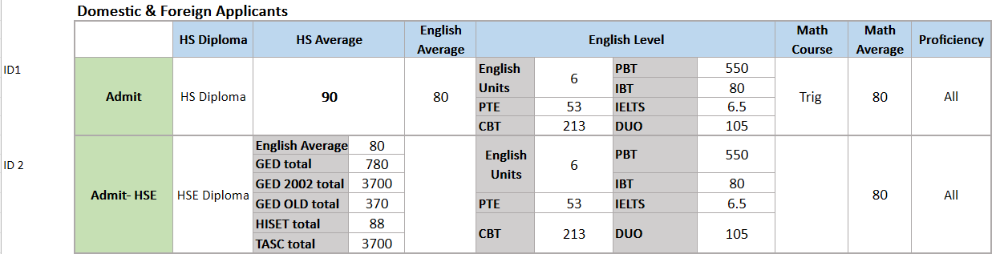 Domestic & Foreign Applicants
HS Diploma HS Average English Average English Level Math Course Math Average Proficiency
ID1
Admit HS Diploma 90 80 English Units 6 PBT 550 Trig 80 All
IBT 80
PTE 53 IELTS 6.5
CBT 213 DUO 105
ID 2
Admit- HSE HSE Diploma English Average 80 English Units 6 PBT 550 80 All
GED total 780
GED 2002 total 3700 IBT 80
GED OLD total 370 PTE 53 IELTS 6.5
HISET total 88 CBT 213 DUO 105
TASC total 3700